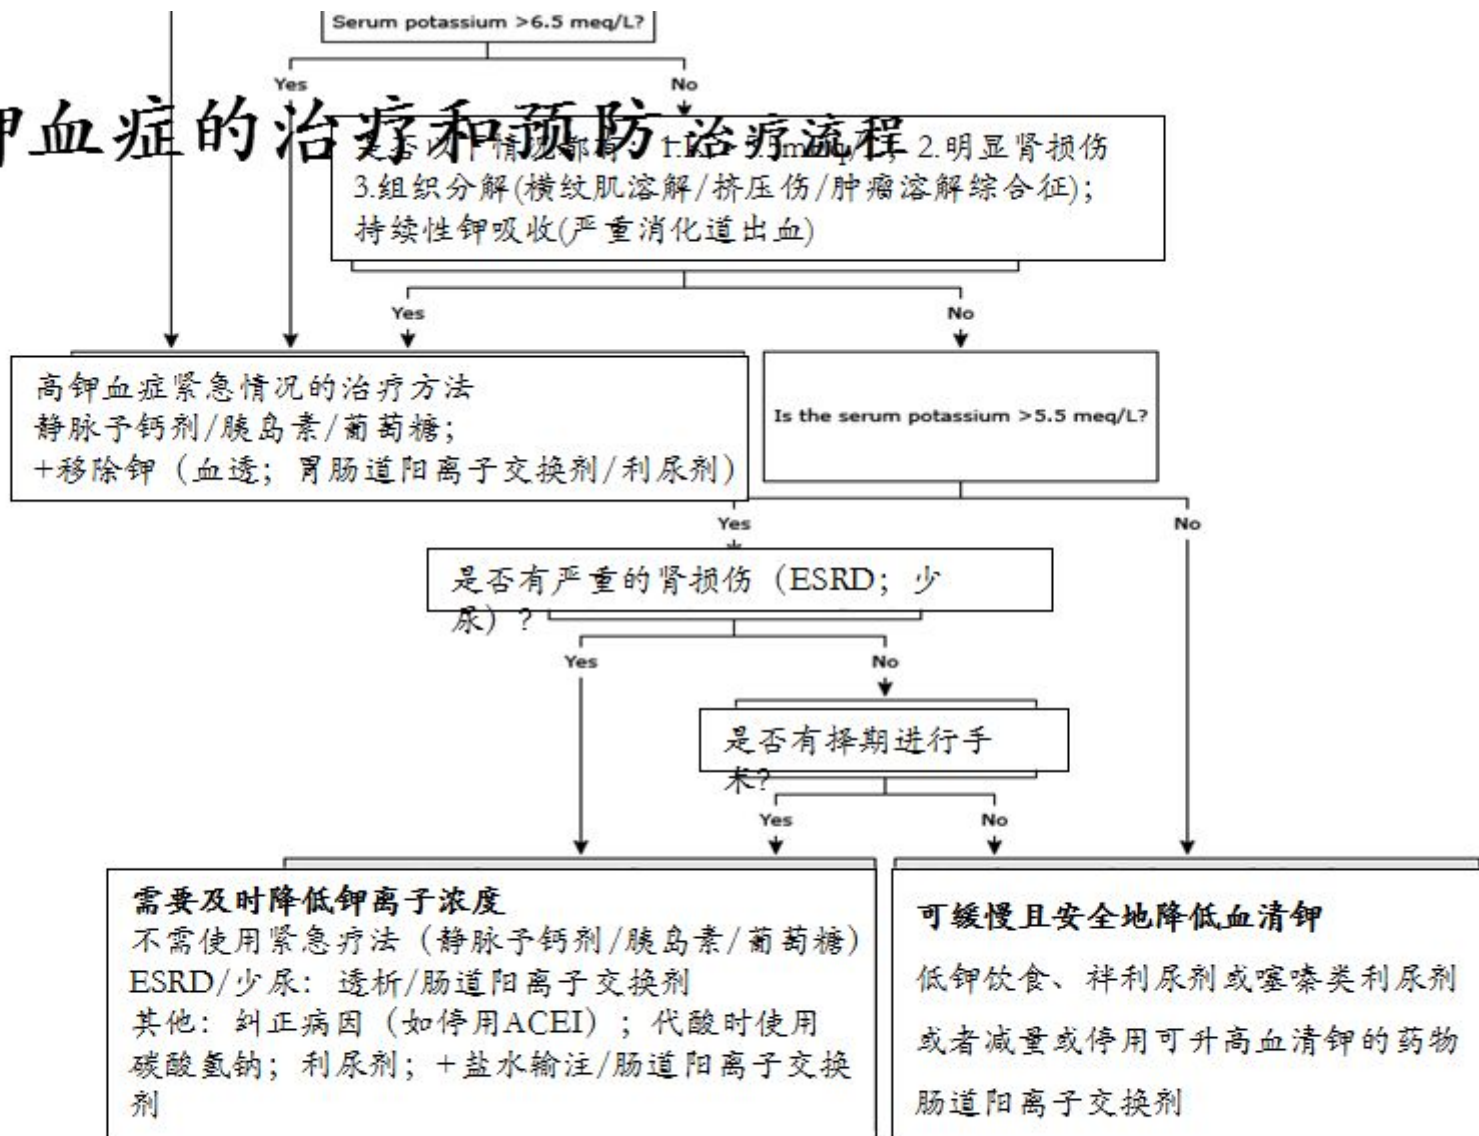 Serum potassium >6.5 meq/L?
Yes
No
钾血症的治疗和预防-治疗流程
是否以下情况都有 1. 2.明显肾损伤
3.组织分解(横纹肌溶解/挤压伤/肿瘤溶解综合征);
持续性钾吸收(严重消化道出血)
Yes
No
高钾血症紧急情况的治疗方法
静脉予钙剂/胰岛素/葡萄糖;
+移除钾（血透；胃肠道阳离子交换剂/利尿剂）
Is the serum potassium >5.5 meq/L?
Yes
No
是否有严重的肾损伤（ESRD；少
尿）？
Yes
No
是否有择期进行手
术？
Yes
No
需要及时降低钾离子浓度
不需使用紧急疗法（静脉予钙剂/胰岛素/葡萄糖）
ESRD/少尿：透析/肠道阳离子交换剂
其他：纠正病因（如停用ACEI）；代酸时使用
碳酸氢钠；利尿剂；+盐水输注/肠道阳离子交换
剂
可缓慢且安全地降低血清钾
低钾饮食、袢利尿剂或噻嗪类利尿剂
或者减量或停用可升高血清钾的药物
肠道阳离子交换剂